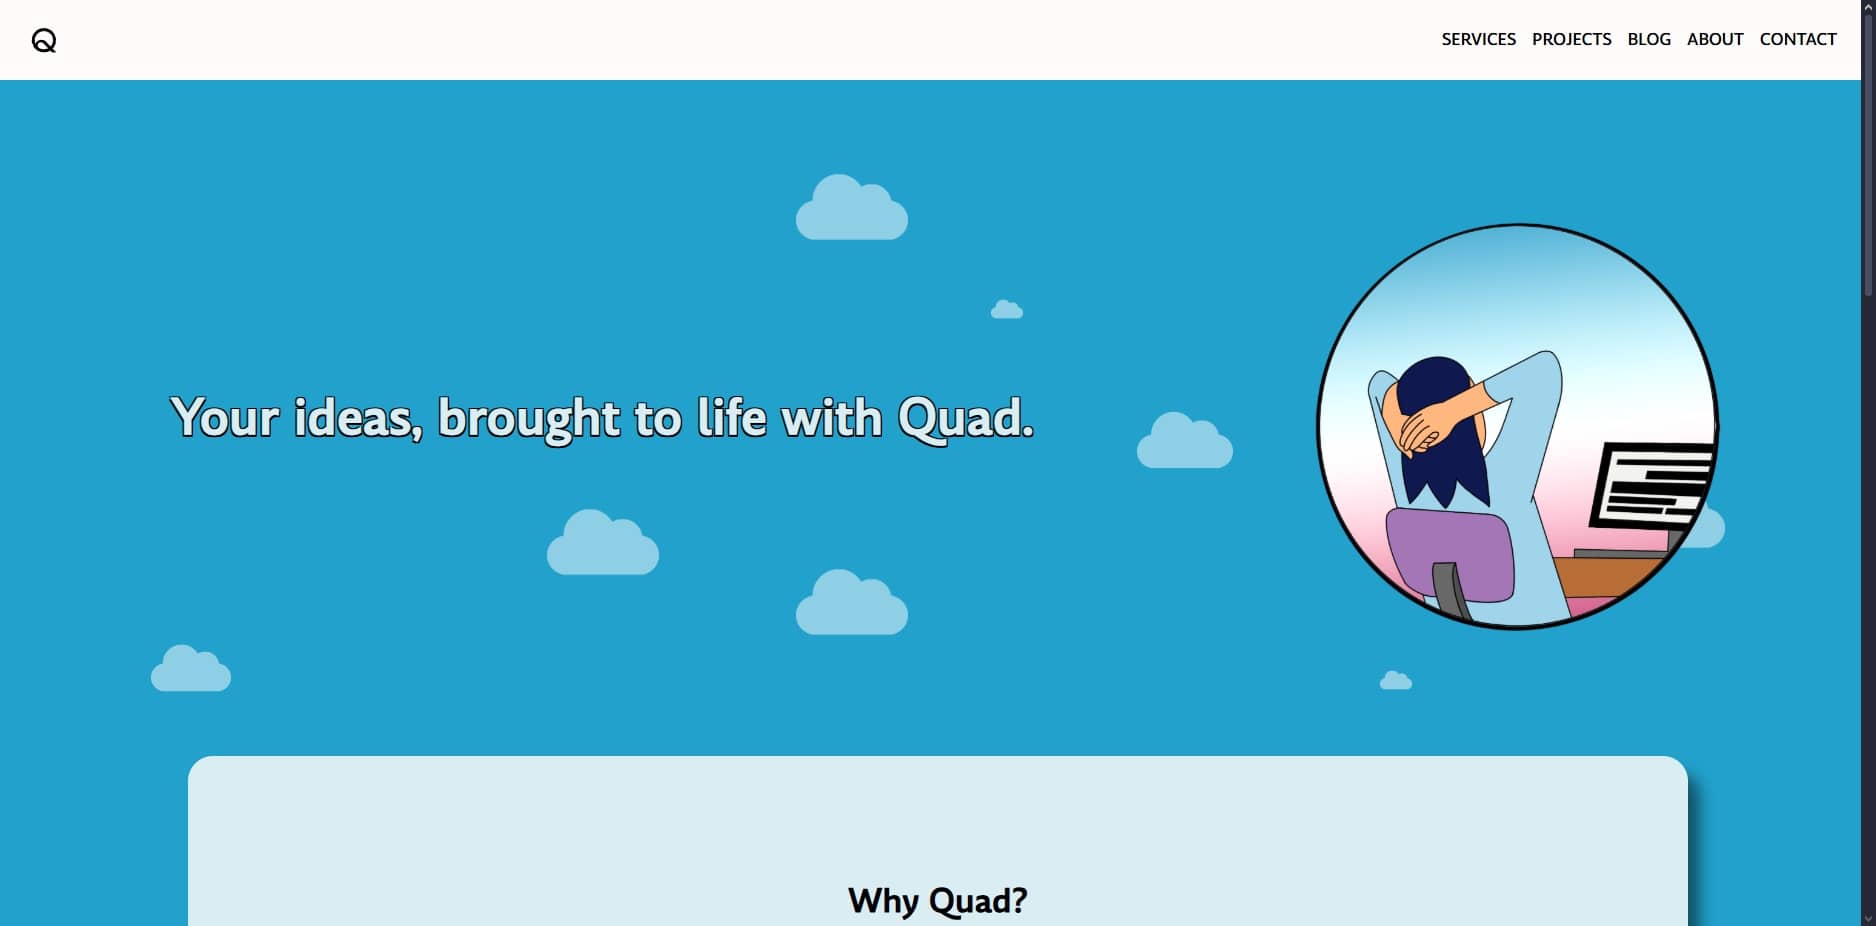 Q
SERVICES PROJECTS BLOG ABOUT CONTACT
Your ideas, brought to life with Quad.
Why Quad?